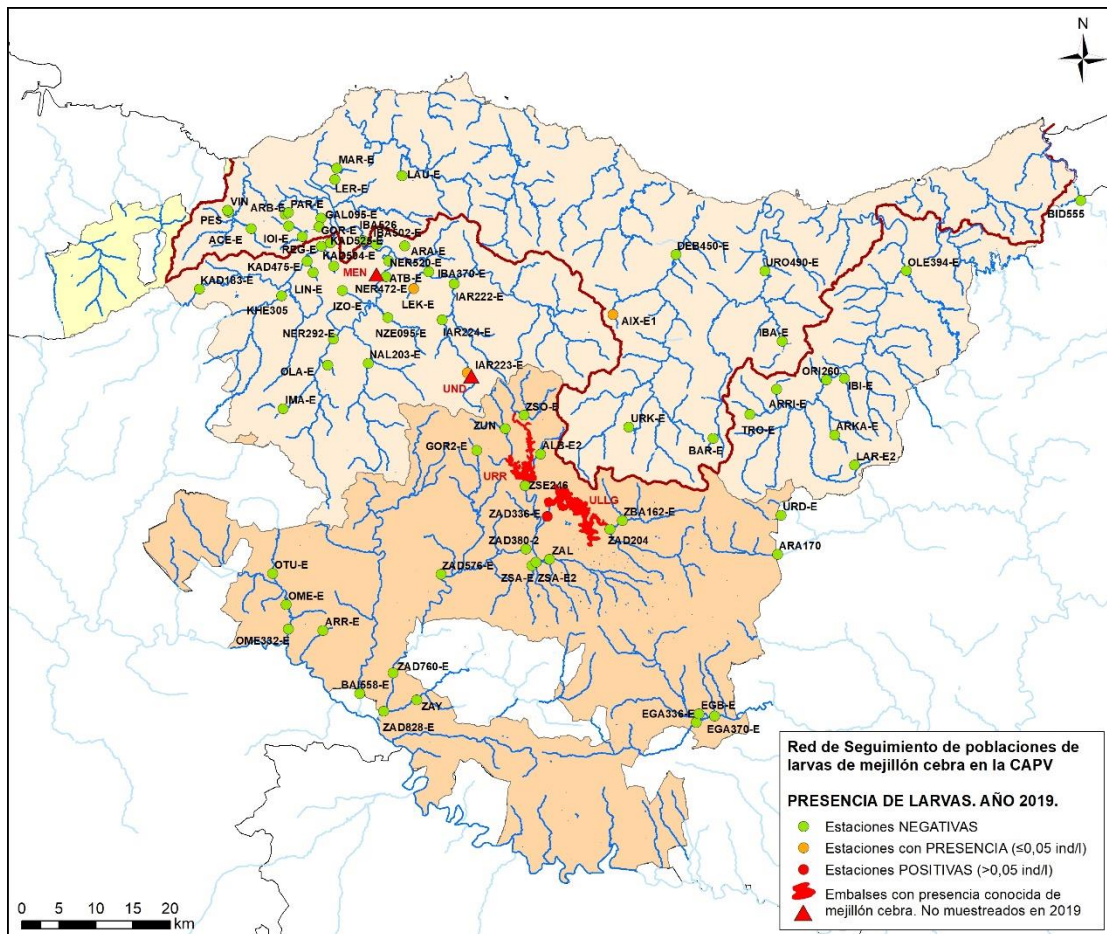 N
MAR-E
LER-E
LAU-E
VIN
PES
ARB-E
PAR-E
GAL095-E
ACE-E
IOI-E
GOR-E
IBA526
IBA502-E
REG-E
KAD525-E
ARA-E
KAD504-E
NER520-E
KAD475-E
MEN
ATB-E
IBA370-E
KAD183-E
LIN-E
NER472-E
IAR222-E
LEK-E
KHE305
IZO-E
NZE095-E
IAR224-E
NER292-E
NAL203-E
OLA-E
IAR223-E
UND
IMA-E
BID555
DEB450-E
URO490-E
OLE394-E
AIX-E1
IBA-E
ORI260
IBI-E
ARRI-E
TRO-E
ARKA-E
URK-E
BAR-E
LAR-E2
ZSO-E
ZUN
GOR2-E
ALB-E2
URR
ZSE246
ULLG
ZAD336-E
ZBA162-E
URD-E
ZAD204
ARA170
ZAD380-2
ZAL
ZAD576-E
ZSA-E
ZSA-E2
OTU-E
OME-E
OME332-E
ARR-E
ZAD760-E
BAI558-E
ZAY
ZAD828-E
EGA336-E
EGB-E
EGA370-E
Red de Seguimiento de poblaciones de
larvas de mejillón cebra en la CAPV
PRESENCIA DE LARVAS. AÑO 2019.
Estaciones NEGATIVAS
Estaciones con PRESENCIA (≤0,05 ind/l)
Estaciones POSITIVAS (>0,05 ind/l)
Embalses con presencia conocida de
mejillón cebra. No muestreados en 2019
0 5 10 15 20
km